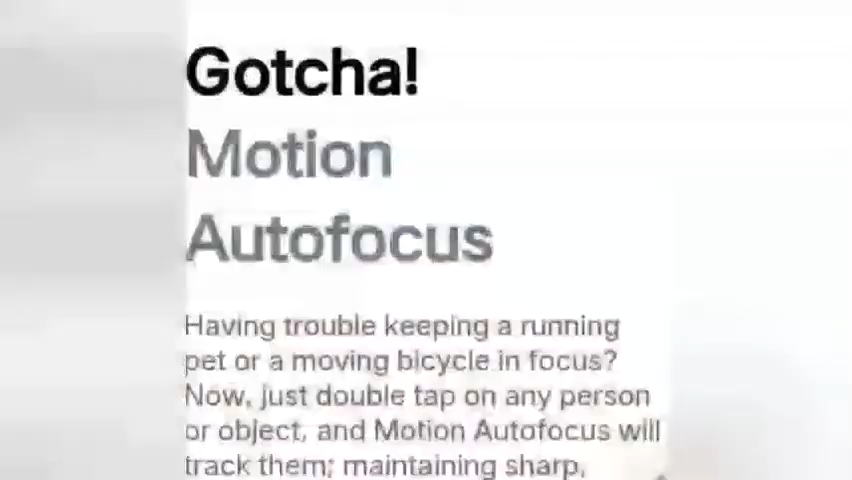 Gotcha!
Motion
Autofocus
Having trouble keeping a running
pet or a moving bicycle in focus?
Now, just double tap on any person
or object, and Motion Autofocus will
track them; maintaining sharp,